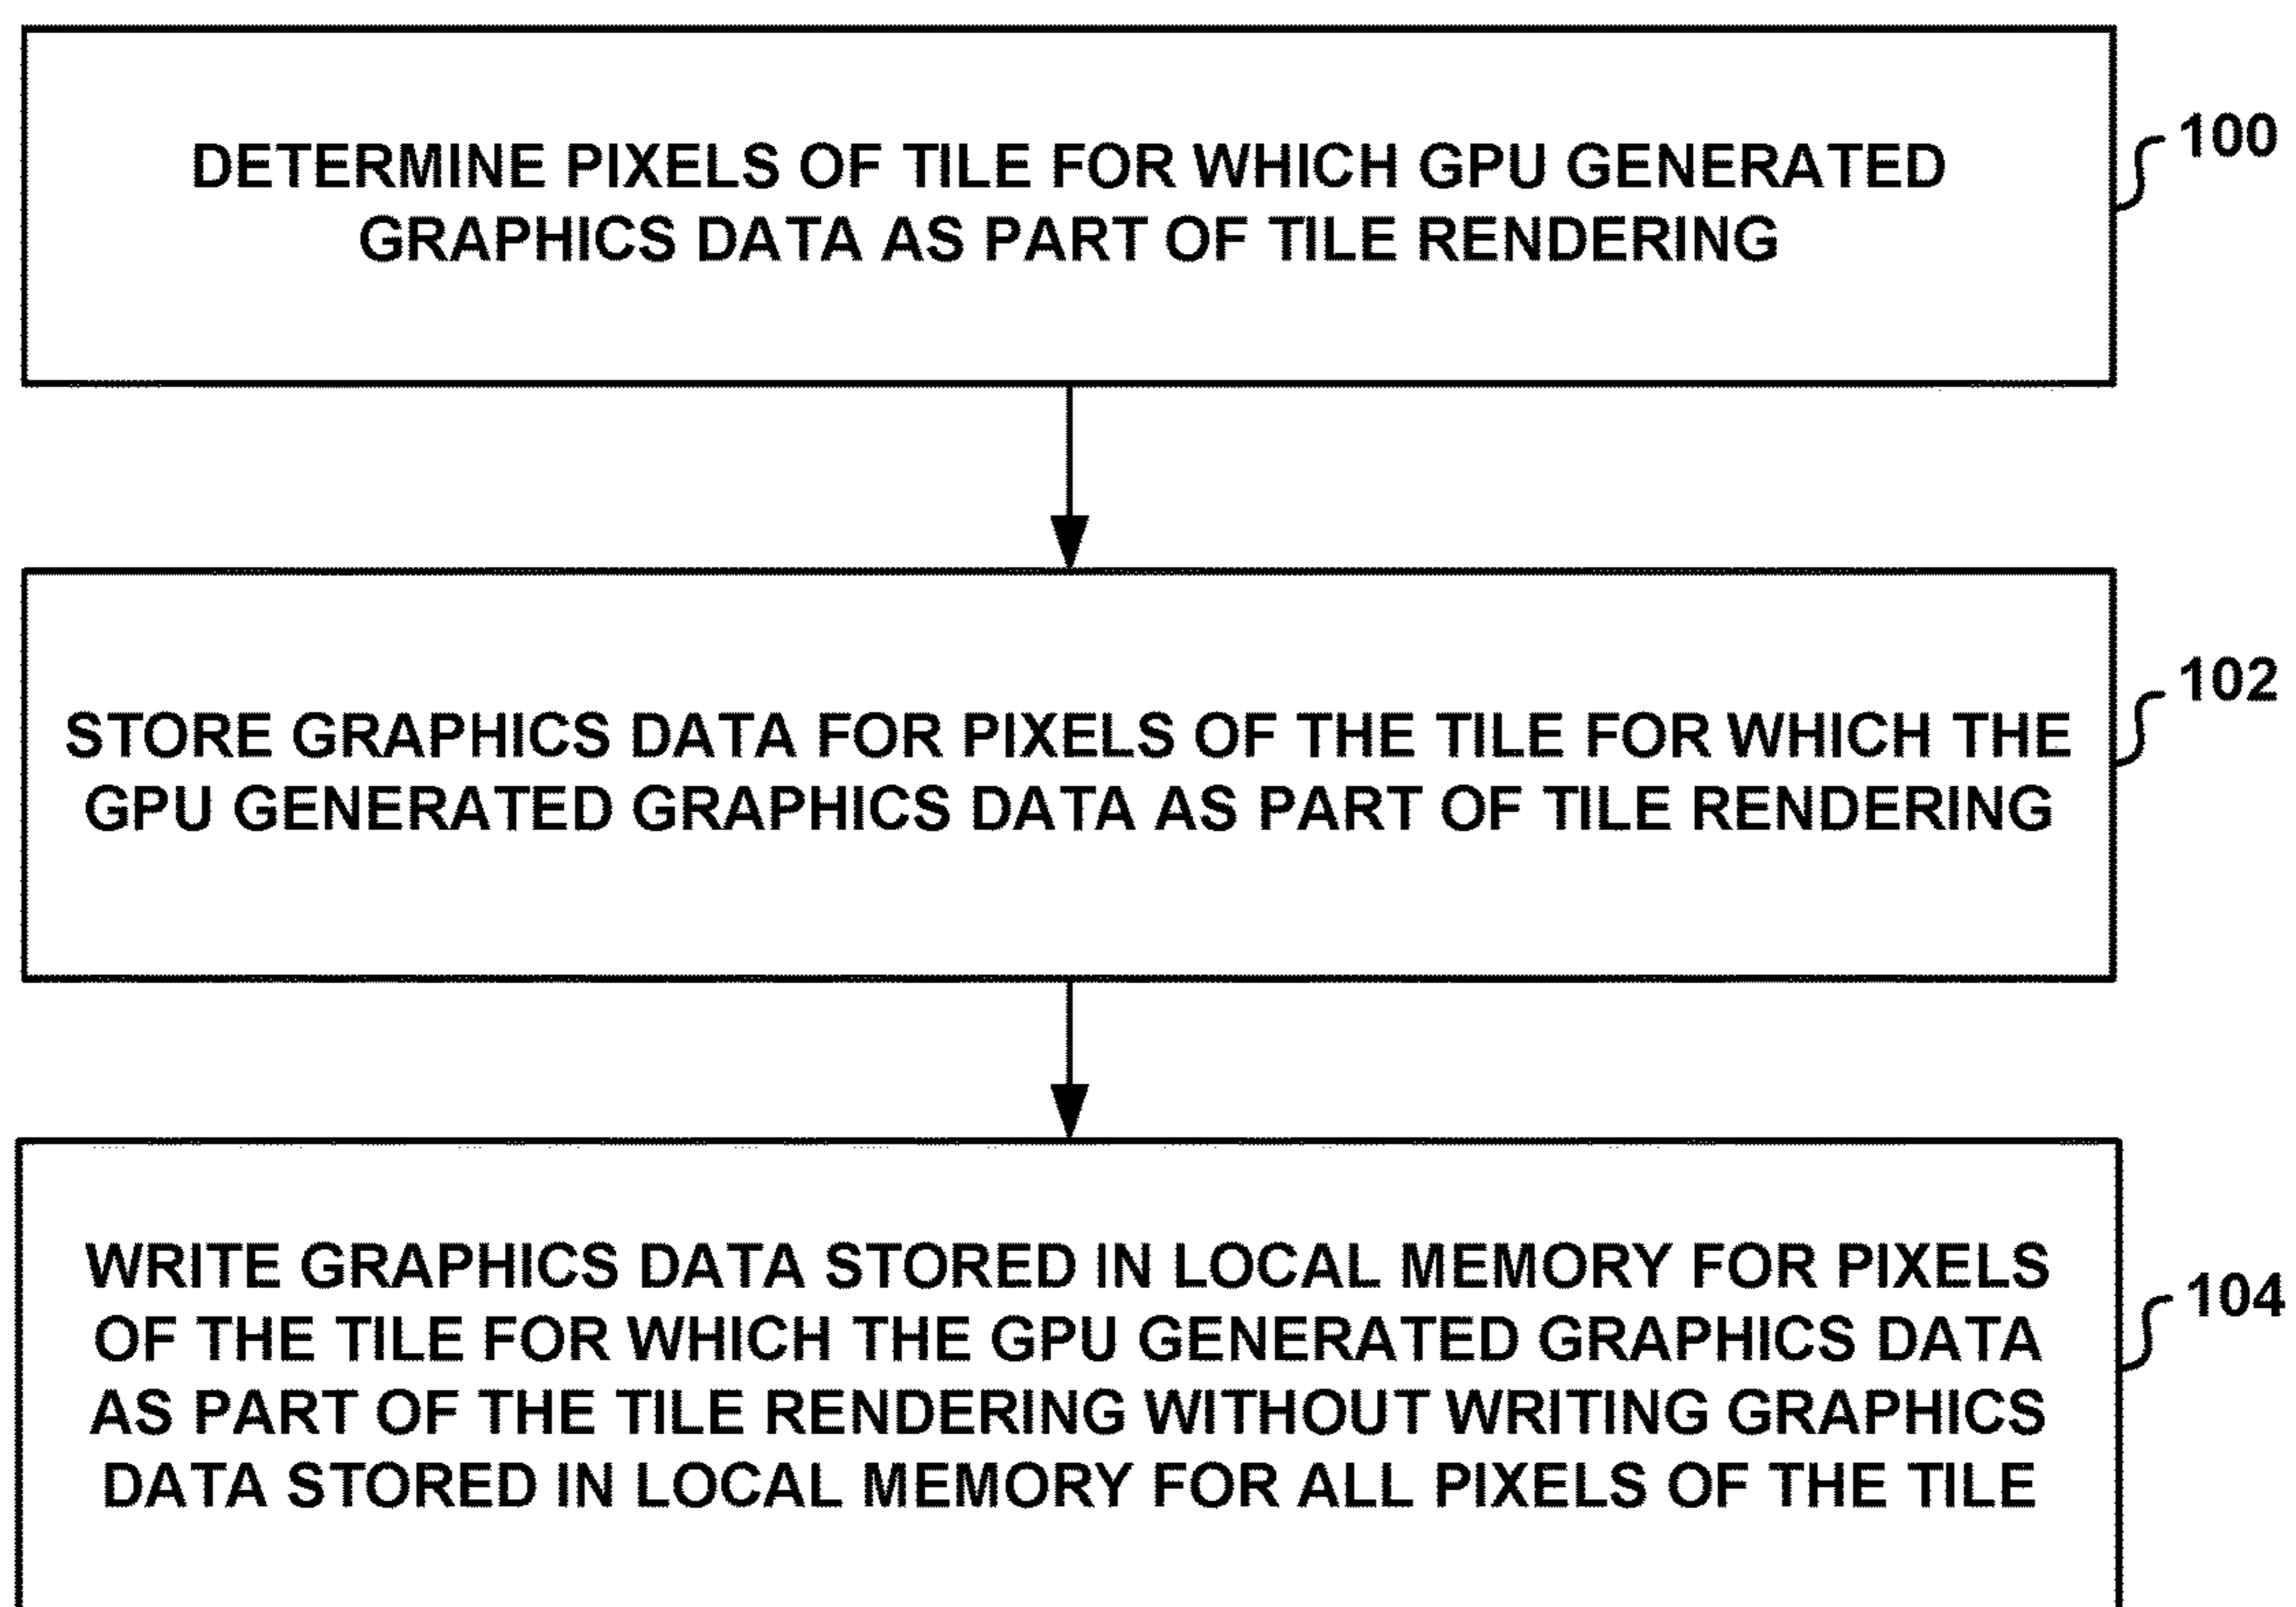 DETERMINE PIXELS OF TILE FOR WHICH GPU GENERATED
GRAPHICS DATA AS PART OF TILE RENDERING
100
STORE GRAPHICS DATA FOR PIXELS OF THE TILE FOR WHICH THE
GPU GENERATED GRAPHICS DATA AS PART OF TILE RENDERING
102
WRITE GRAPHICS DATA STORED IN LOCAL MEMORY FOR PIXELS
OF THE TILE FOR WHICH THE GPU GENERATED GRAPHICS DATA
AS PART OF THE TILE RENDERING WITHOUT WRITING GRAPHICS
DATA STORED IN LOCAL MEMORY FOR ALL PIXELS OF THE TILE
104